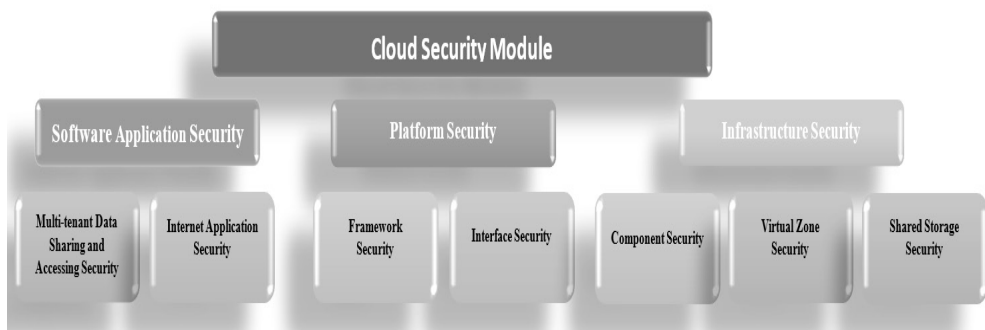 Cloud Security Module
Software Application Security
Platform Security
Infrastructure Security
Multi-tenant Data
Sharing and
Accessing Security
Internet Application
Security
Framework
Security
Interface Security
Component Security
Virtual Zone
Security
Shared Storage
Security